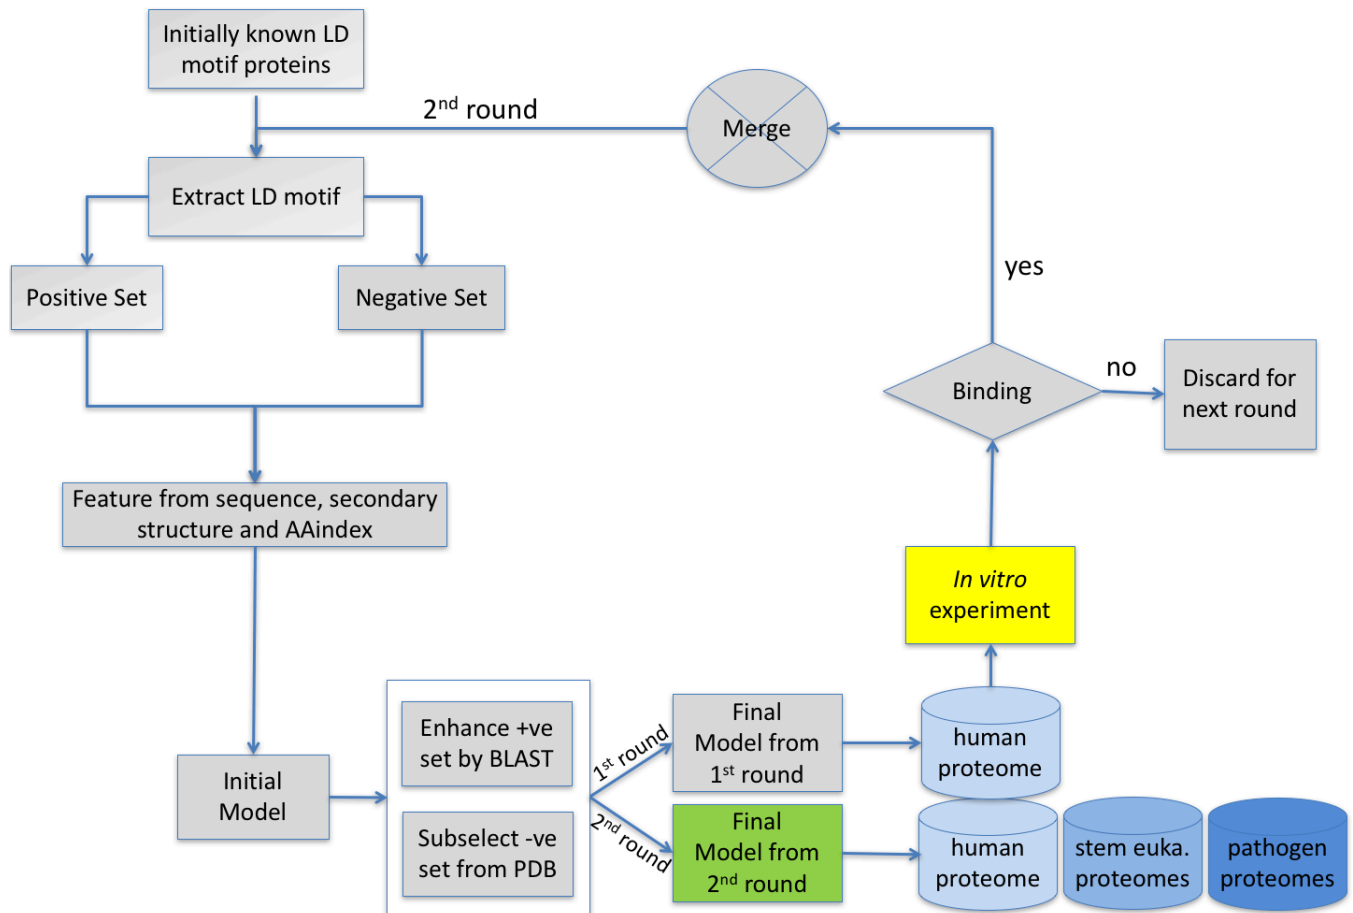 Initially known LD
motif proteins
2nd round
Merge
Extract LD motif
yes
Positive Set
Negative Set
Binding
no
Discard for
next round
Feature from sequence, secondary
structure and AAindex
In vitro
experiment
Initial
Model
Enhance +ve
set by BLAST
Subselect -ve
set from PDB
1st round
2nd round
Final
Model from
1st round
human
proteome
Final
Model from
2nd round
human
proteome
stem euka.
proteomes
pathogen
proteomes